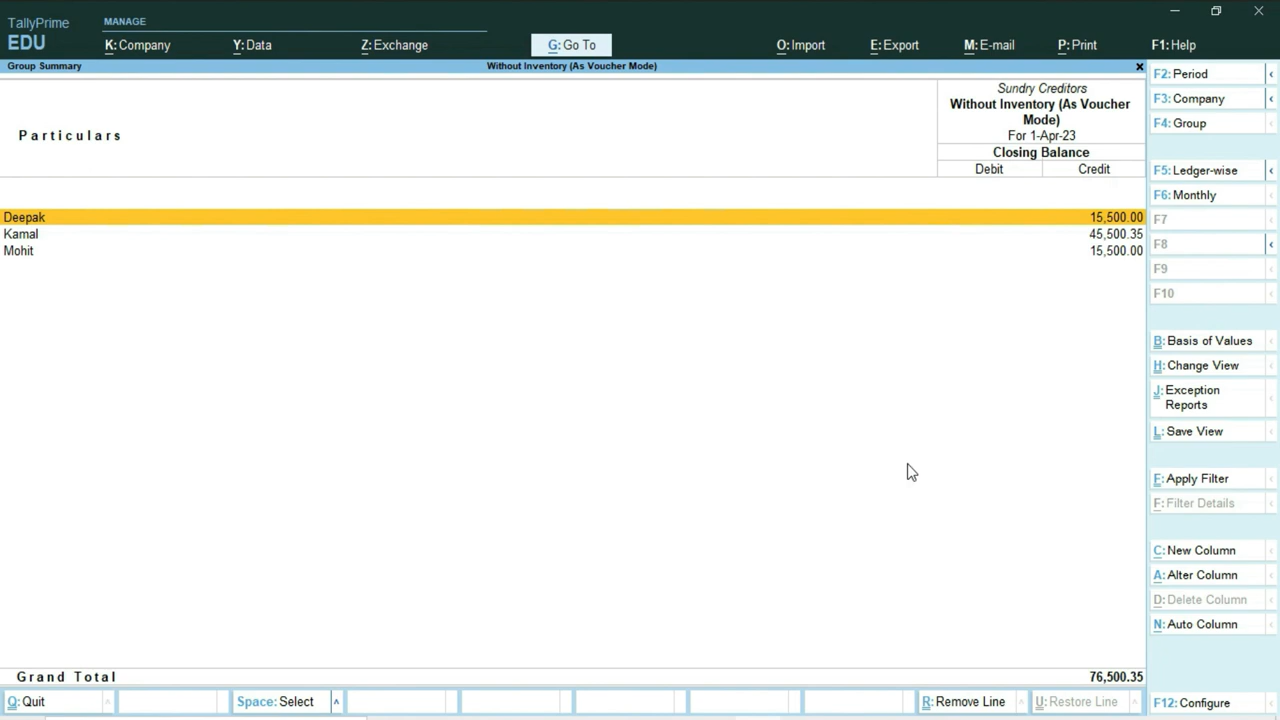 TallyPrime
EDU
MANAGE
K: Company
Y: Data
Z: Exchange
G: Go To
O: Import
E: Export
M: E-mail
P: Print
F1: Help
Group Summary
Without Inventory (As Voucher Mode)
x
Particulars
Sundry Creditors
Without Inventory (As Voucher
Mode)
For 1-Apr-23
Closing Balance
Debit Credit
Deepak 15,500.00
Kamal 45,500.35
Mohit 15,500.00
Grand Total 76,500.35
F2: Period
F3: Company
F4: Group
F5: Ledger-wise
F6: Monthly
F7
F8
F9
F10
B: Basis of Values
H: Change View
J: Exception
Reports
L: Save View
F: Apply Filter
F: Filter Details
C: New Column
A: Alter Column
D: Delete Column
N: Auto Column
F12: Configure
Q: Quit
Space: Select
R: Remove Line
U: Restore Line